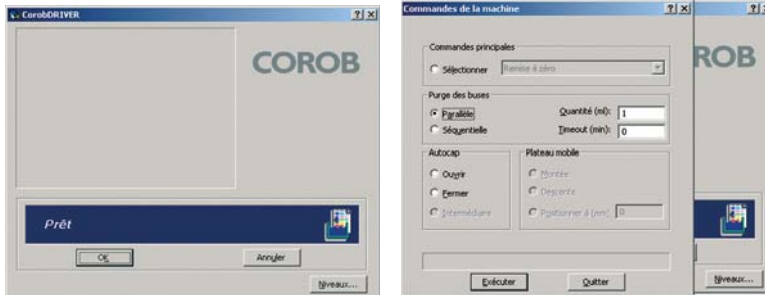 CorobDRIVER
COROB
Prêt
OK
Annuler
Niveaux...
Commandes de la machine
Commandes principales
Sélectionner
Remise à zéro
Purge des buses
Parallèle
Quantité (ml): 1
Séquentielle
Timeout (min): 0
Autocap
Plateau mobile
Ouvrir
Montée
Fermer
Descente
Intermédiaire
Positionner à (mm) 0
Exécuter
Quitter
ROB
Niveaux...